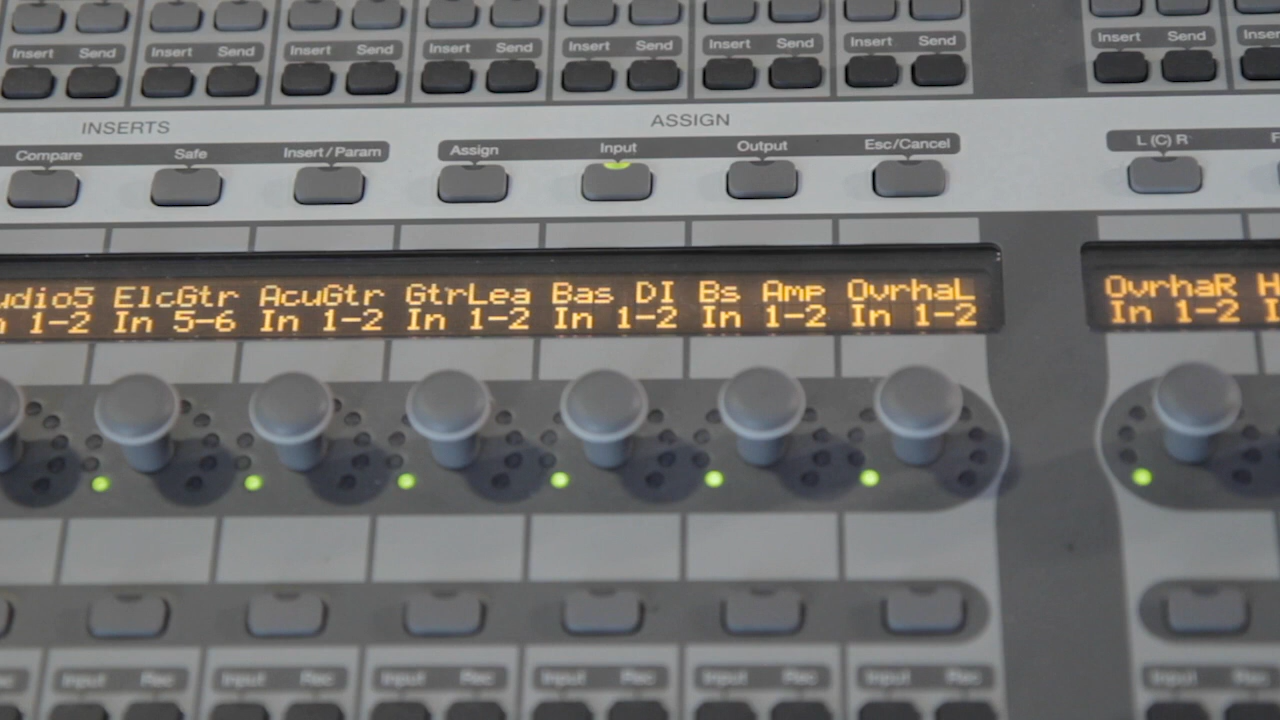 Insert Send Insert Send Insert Send Insert Send Insert Send Insert Send Insert Send Insert Send Inser
INSERTS ASSIGN
Compare Safe Insert/Param Assign Input Output Esc/Cancel L (C) R
udio5 ElcGtr AcuGtr GtrLea Bas DI Bs Amp OvrhaL OvrhaR H
n 1-2 In 5-6 In 1-2 In 1-2 In 1-2 In 1-2 In 1-2 In 1-2 I
Input Rec Input Rec Input Rec Input Rec Input Rec Input Rec Input Rec